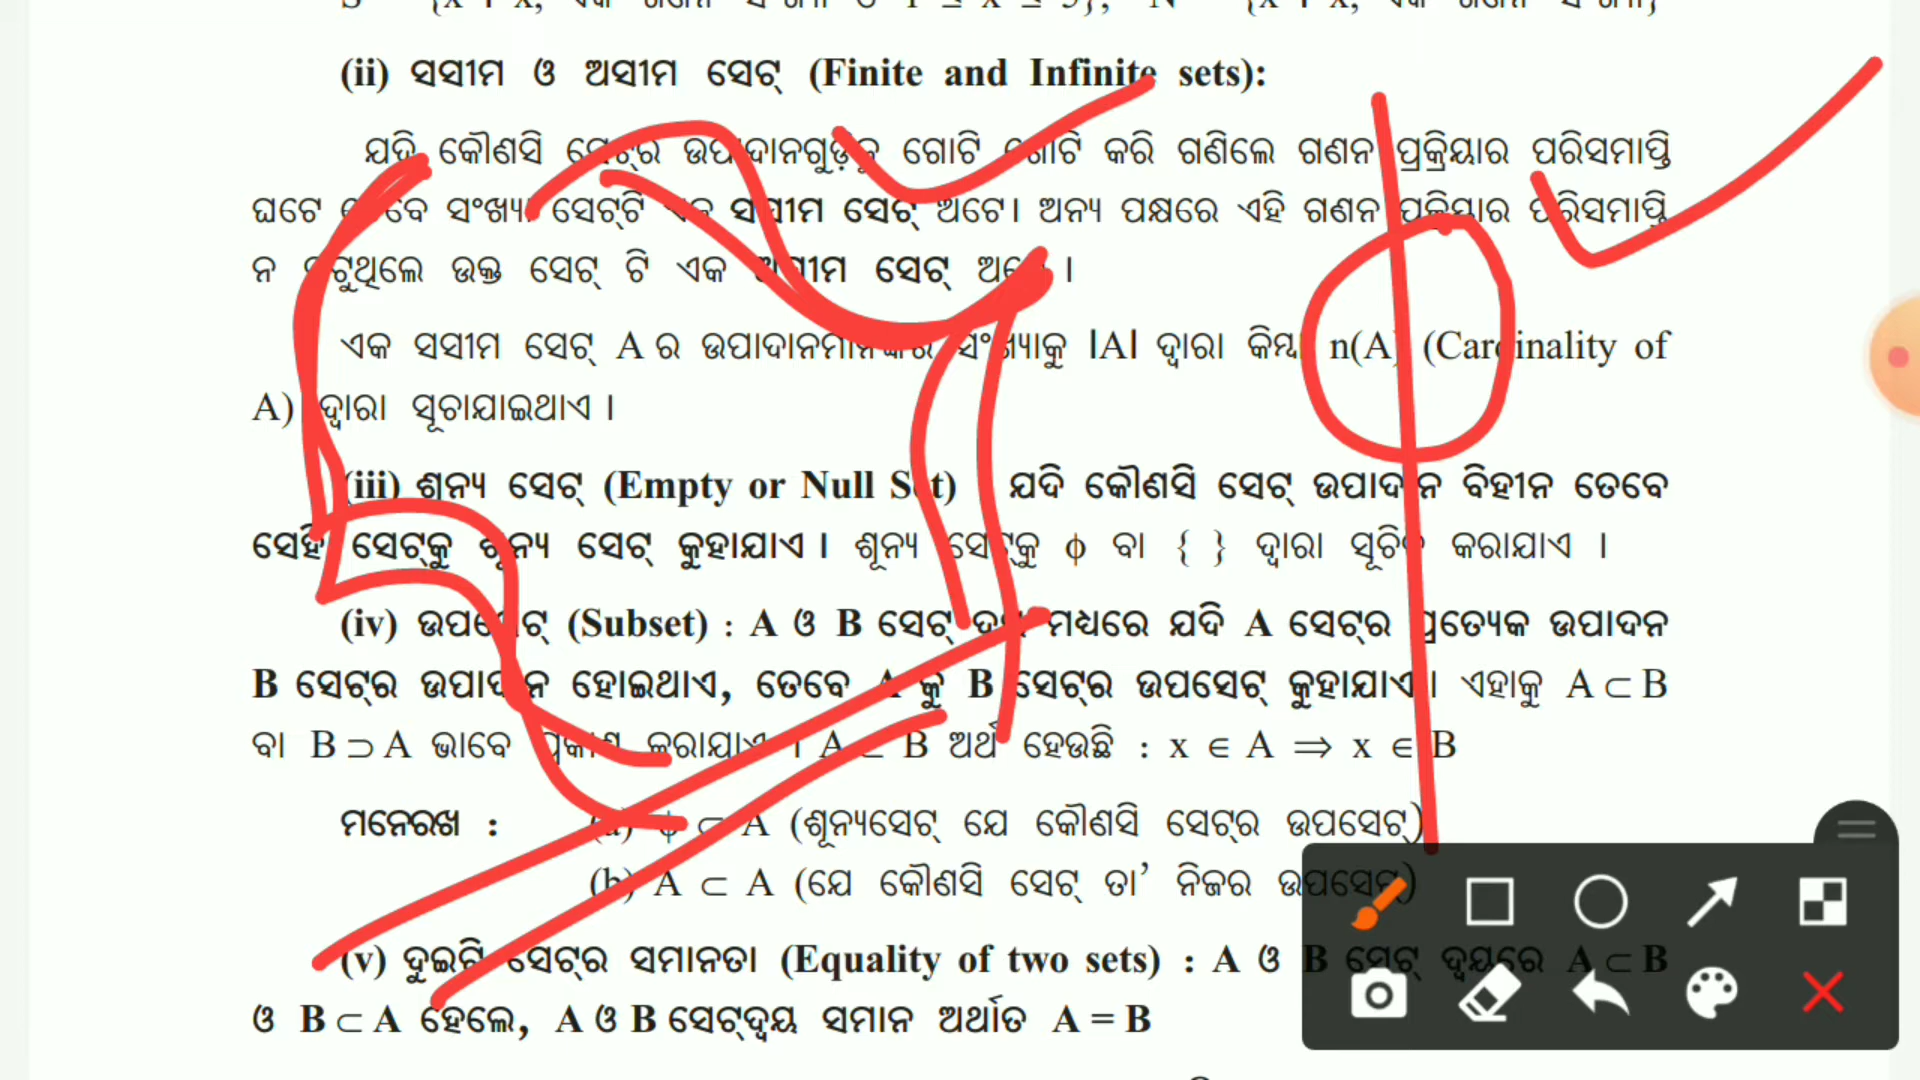 (ii) ସସୀମ ଓ ଅସୀମ ସେଟ୍ (Finite and Infinite sets):
ଯଦି କୌଣସି ସେଟ୍‌ର ଉପାଦାନଗୁଡ଼ିକୁ ଗୋଟି ଗୋଟି କରି ଗଣିଲେ ଗଣନ ପ୍ରକ୍ରିୟାର ପରିସମାପ୍ତି
ଘଟେ ତେବେ ସଂଖ୍ୟା ସେଟ୍‌ଟି ଏକ ସସୀମ ସେଟ୍ ଅଟେ। ଅନ୍ୟ ପକ୍ଷରେ ଏହି ଗଣନ ପ୍ରକ୍ରିୟାର ପରିସମାପ୍ତି
ନ ଘଟୁଥିଲେ ଉକ୍ତ ସେଟ୍ ଟି ଏକ ଅସୀମ ସେଟ୍ ଅଟେ ।
ଏକ ସସୀମ ସେଟ୍ A ର ଉପାଦାନମାନଙ୍କର ସଂଖ୍ୟାକୁ |A| ଦ୍ୱାରା କିମ୍ବା n(A) (Cardinality of
A) ଦ୍ୱାରା ସୂଚାଯାଇଥାଏ ।
(iii) ଶୂନ୍ୟ ସେଟ୍ (Empty or Null Set) ଯଦି କୌଣସି ସେଟ୍ ଉପାଦାନ ବିହୀନ ତେବେ
ସେହି ସେଟ୍‌କୁ ଶୂନ୍ୟ ସେଟ୍ କୁହାଯାଏ । ଶୂନ୍ୟ ସେଟ୍‌କୁ ϕ ବା { } ଦ୍ୱାରା ସୂଚିତ କରାଯାଏ ।
(iv) ଉପସେଟ୍ (Subset) : A ଓ B ସେଟ୍ ଦ୍ୱୟ ମଧ୍ୟରେ ଯଦି A ସେଟ୍‌ର ପ୍ରତ୍ୟେକ ଉପାଦନ
B ସେଟ୍‌ର ଉପାଦାନ ହୋଇଥାଏ, ତେବେ A କୁ B ସେଟ୍‌ର ଉପସେଟ୍ କୁହାଯାଏ । ଏହାକୁ A ⊂ B
ବା B ⊃ A ଭାବେ ପ୍ରକାଶ କରାଯାଏ । A ⊂ B ଅର୍ଥ ହେଉଛି : x ∈ A ⟹ x ∈ B
ମନେରଖ : (a) ϕ ⊂ A (ଶୂନ୍ୟସେଟ୍ ଯେ କୌଣସି ସେଟ୍‌ର ଉପସେଟ୍)
(b) A ⊂ A (ଯେ କୌଣସି ସେଟ୍ ତା’ ନିଜର ଉପସେଟ୍)
(v) ଦୁଇଟି ସେଟ୍‌ର ସମାନତା (Equality of two sets) : A ଓ B ସେଟ୍ ଦ୍ୱୟରେ A ⊂ B
ଓ B ⊂ A ହେଲେ, A ଓ B ସେଟ୍‌ଦ୍ୱୟ ସମାନ ଅର୍ଥାତ A = B